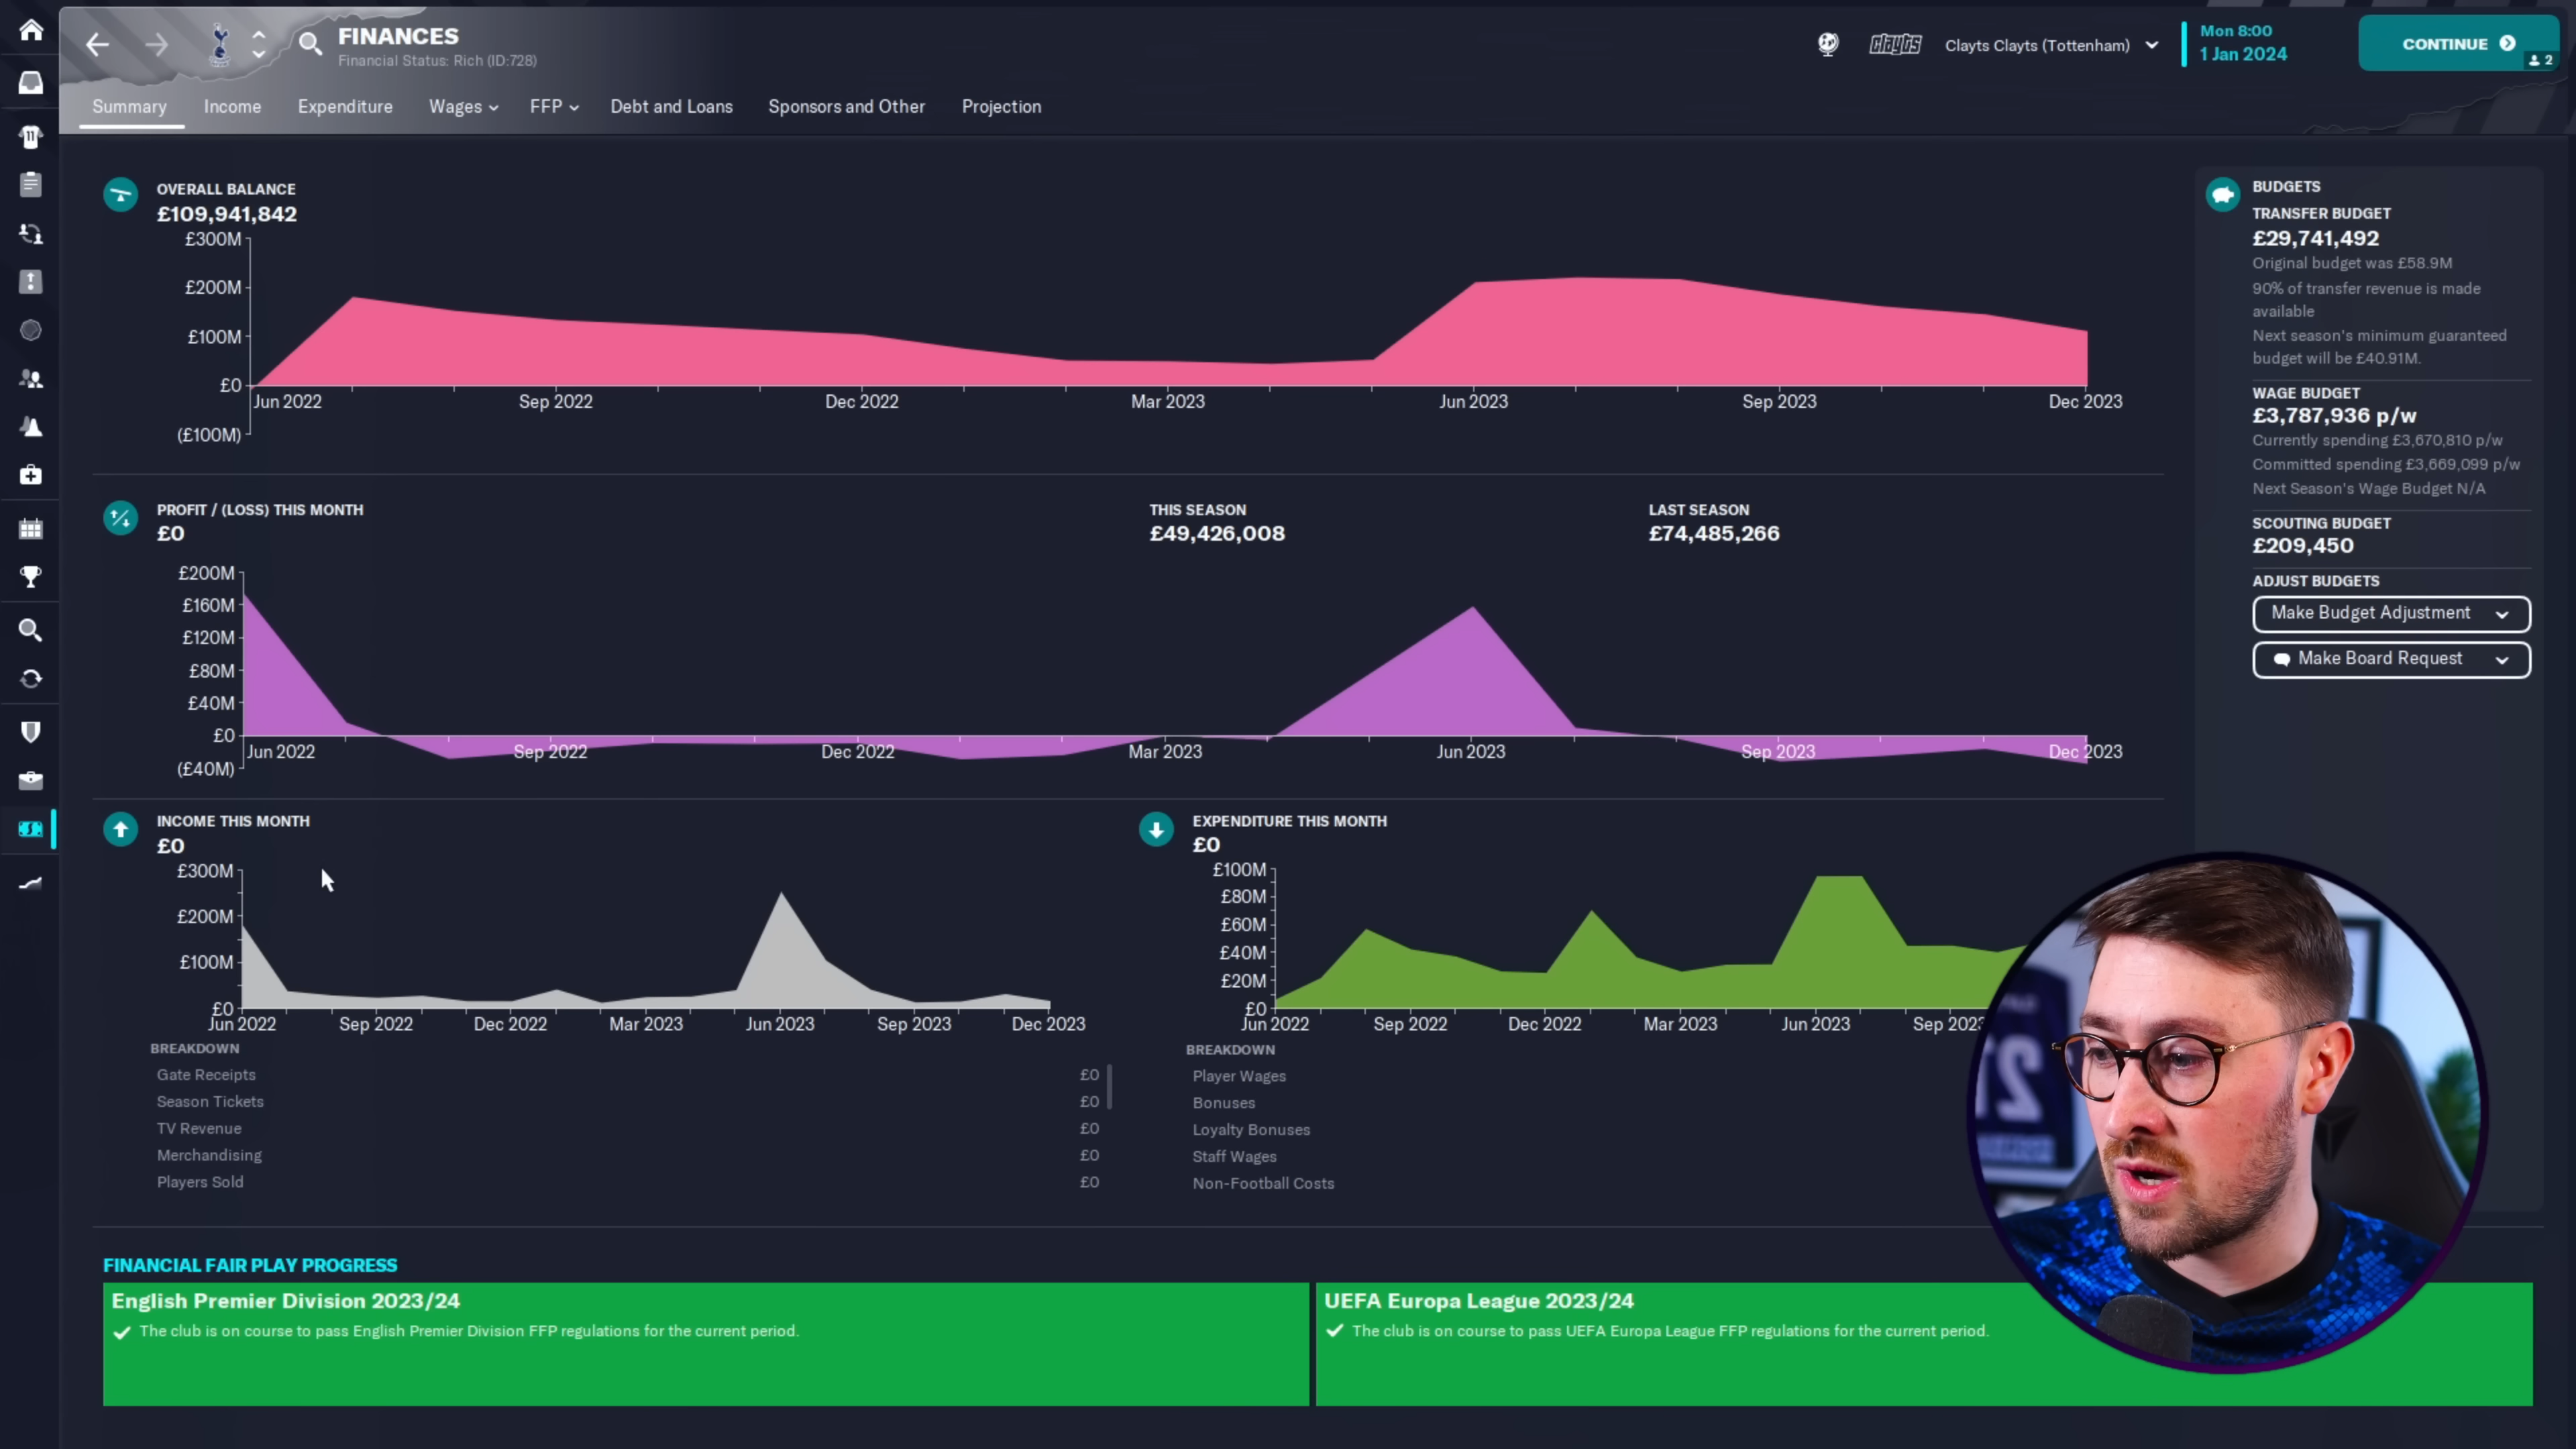 FINANCES
Financial Status: Rich (ID:728)
Clayts
Clayts Clayts (Tottenham)
Mon 8:00
1 Jan 2024
CONTINUE
2
11
Summary
Income
Expenditure
Wages
FFP
Debt and Loans
Sponsors and Other
Projection
OVERALL BALANCE
£109,941,842
£300M
£200M
£100M
£0
(£100M)
Jun 2022
Sep 2022
Dec 2022
Mar 2023
Jun 2023
Sep 2023
Dec 2023
PROFIT / (LOSS) THIS MONTH
£0
THIS SEASON
£49,426,008
LAST SEASON
£74,485,266
£200M
£160M
£120M
£80M
£40M
£0
(£40M)
Jun 2022
Sep 2022
Dec 2022
Mar 2023
Jun 2023
Sep 2023
Dec 2023
INCOME THIS MONTH
£0
£300M
£200M
£100M
£0
Jun 2022
Sep 2022
Dec 2022
Mar 2023
Jun 2023
Sep 2023
Dec 2023
BREAKDOWN
Gate Receipts £0
Season Tickets £0
TV Revenue £0
Merchandising £0
Players Sold £0
EXPENDITURE THIS MONTH
£0
£100M
£80M
£60M
£40M
£20M
£0
Jun 2022
Sep 2022
Dec 2022
Mar 2023
Jun 2023
Sep 2023
BREAKDOWN
Player Wages
Bonuses
Loyalty Bonuses
Staff Wages
Non-Football Costs
BUDGETS
TRANSFER BUDGET
£29,741,492
Original budget was £58.9M
90% of transfer revenue is made
available
Next season's minimum guaranteed
budget will be £40.91M.
WAGE BUDGET
£3,787,936 p/w
Currently spending £3,670,810 p/w
Committed spending £3,669,099 p/w
Next Season's Wage Budget N/A
SCOUTING BUDGET
£209,450
ADJUST BUDGETS
Make Budget Adjustment
Make Board Request
FINANCIAL FAIR PLAY PROGRESS
English Premier Division 2023/24
The club is on course to pass English Premier Division FFP regulations for the current period.
UEFA Europa League 2023/24
The club is on course to pass UEFA Europa League FFP regulations for the current period.